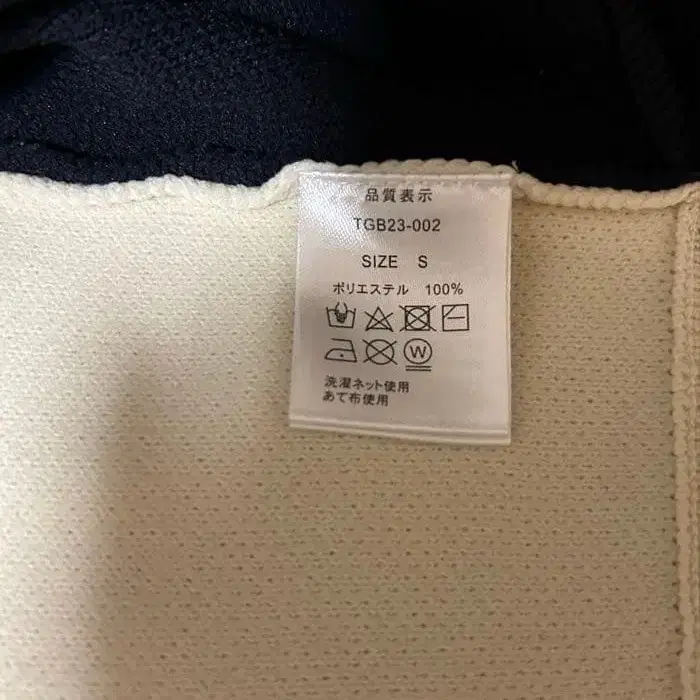 品質表示
TGB23-002
SIZE S
ポリエステル 100%
W
洗濯ネット使用
あて布使用